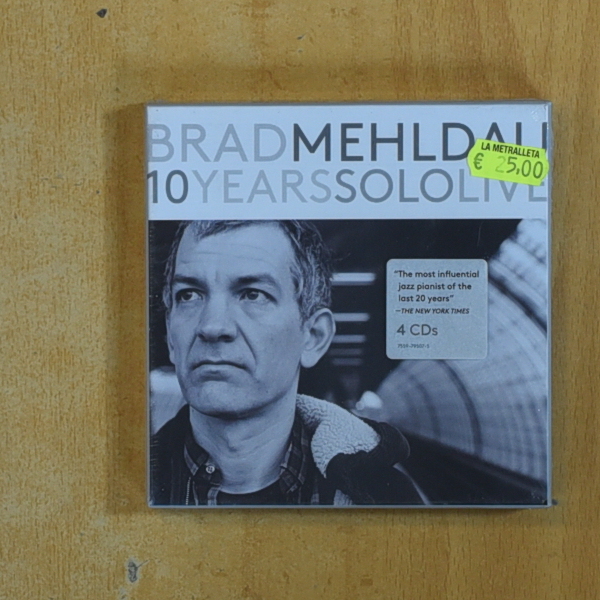 BRADMEHLDAU
10YEARSSOLOLIVE
LA METRALLETA
€ 25,00
"The most influential
jazz pianist of the
last 20 years"
—THE NEW YORK TIMES
4 CDs